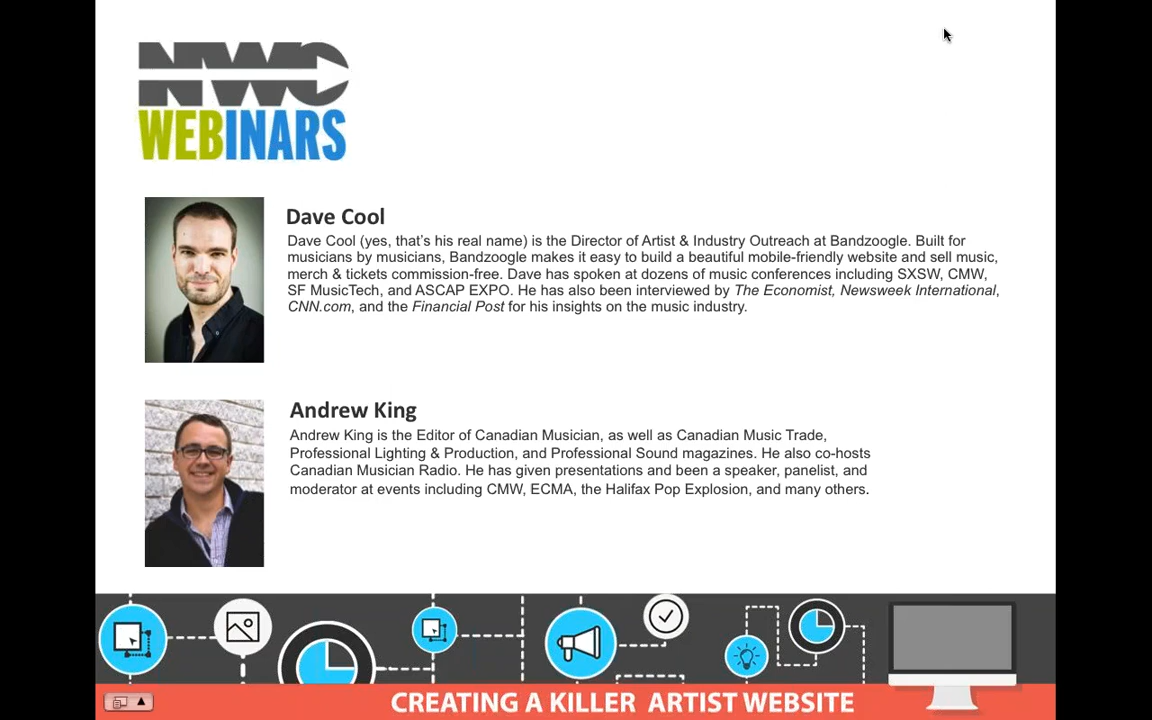 NWC
WEBINARS
Dave Cool
Dave Cool (yes, that’s his real name) is the Director of Artist & Industry Outreach at Bandzoogle. Built for
musicians by musicians, Bandzoogle makes it easy to build a beautiful mobile-friendly website and sell music,
merch & tickets commission-free. Dave has spoken at dozens of music conferences including SXSW, CMW,
SF MusicTech, and ASCAP EXPO. He has also been interviewed by The Economist, Newsweek International,
CNN.com, and the Financial Post for his insights on the music industry.
Andrew King
Andrew King is the Editor of Canadian Musician, as well as Canadian Music Trade,
Professional Lighting & Production, and Professional Sound magazines. He also co-hosts
Canadian Musician Radio. He has given presentations and been a speaker, panelist, and
moderator at events including CMW, ECMA, the Halifax Pop Explosion, and many others.
CREATING A KILLER ARTIST WEBSITE